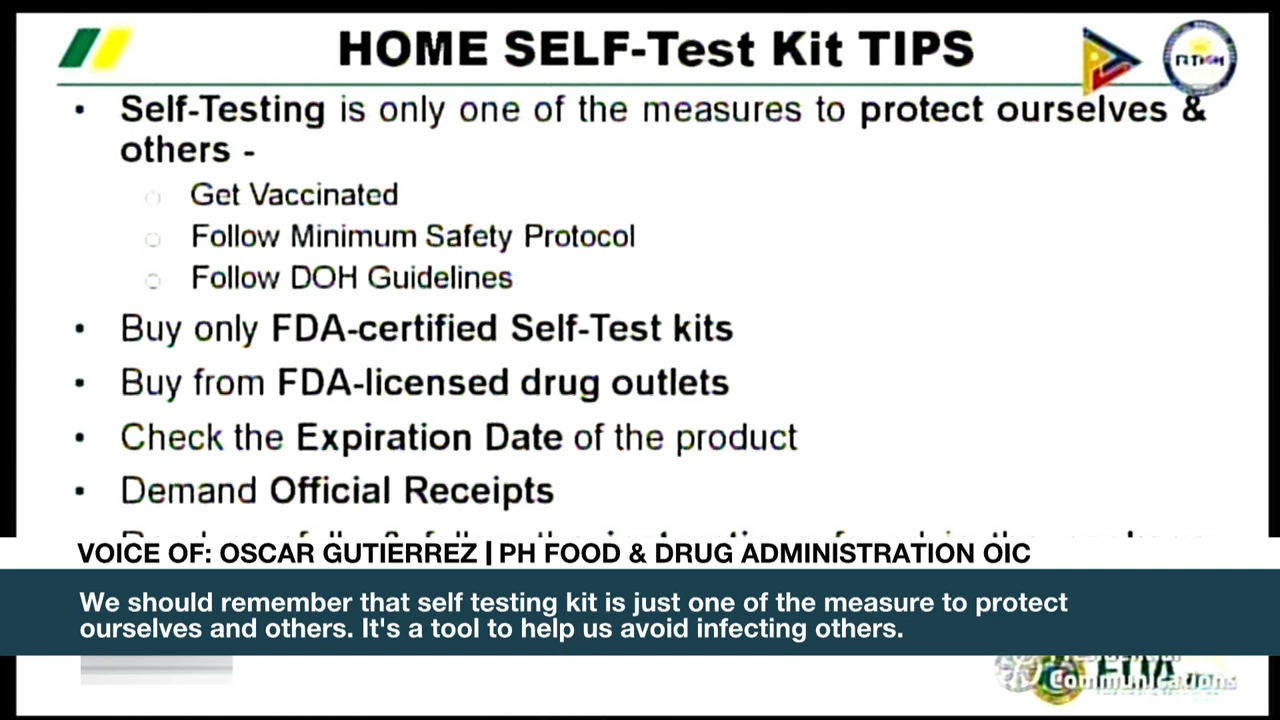 HOME SELF-Test Kit TIPS
• Self-Testing is only one of the measures to protect ourselves &
others -
○ Get Vaccinated
○ Follow Minimum Safety Protocol
○ Follow DOH Guidelines
• Buy only FDA-certified Self-Test kits
• Buy from FDA-licensed drug outlets
• Check the Expiration Date of the product
• Demand Official Receipts
VOICE OF: OSCAR GUTIERREZ | PH FOOD & DRUG ADMINISTRATION OIC
We should remember that self testing kit is just one of the measure to protect
ourselves and others. It's a tool to help us avoid infecting others.
Communications